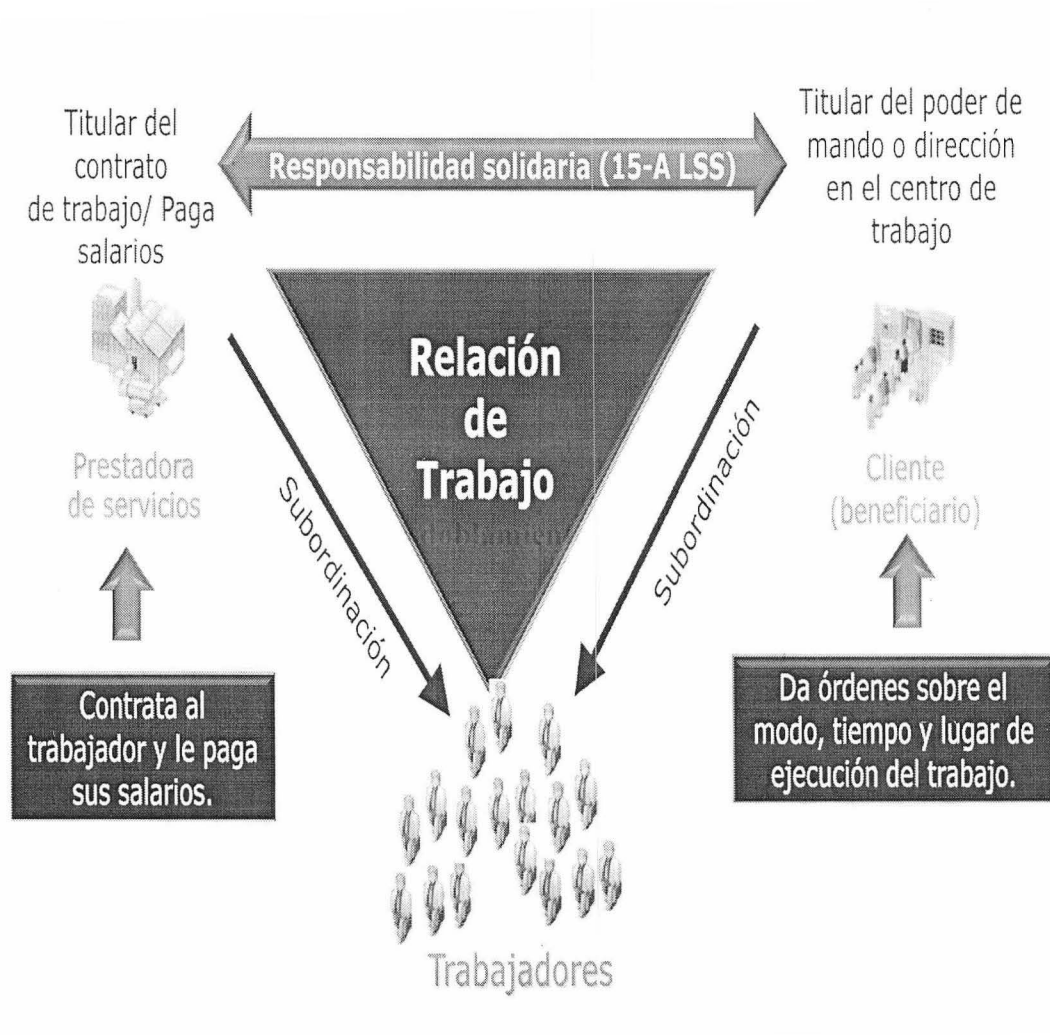 Titular del
contrato
de trabajo/ Paga
salarios
Responsabilidad solidaria (15-A LSS)
Titular del poder de
mando o dirección
en el centro de
trabajo
Relación
de
Trabajo
Prestadora
de servicios
Subordinación
Subordinación
Cliente
(beneficiario)
Contrata al
trabajador y le paga
sus salarios.
Da órdenes sobre el
modo, tiempo y lugar de
ejecución del trabajo.
Trabajadores